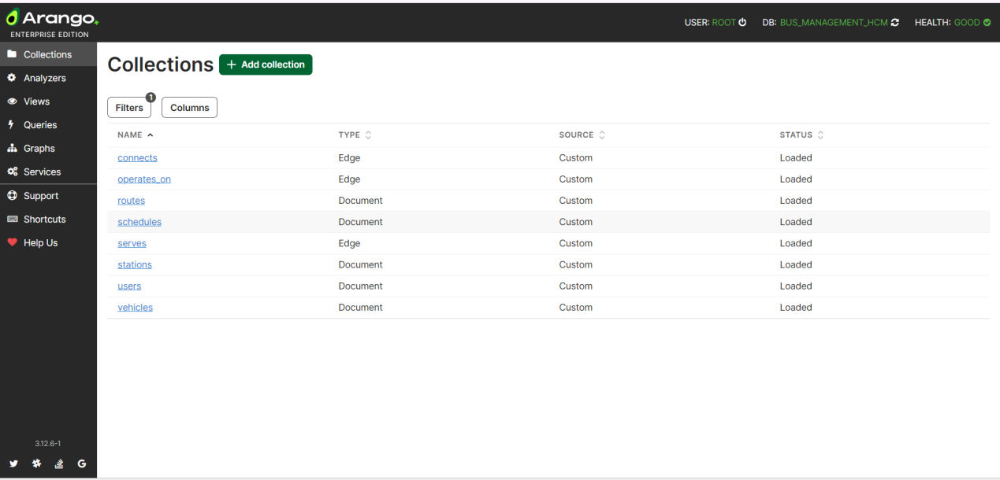 Arango
USER: ROOT DB: BUS_MANAGEMENT_HCM HEALTH: GOOD
ENTERPRISE EDITION
Collections
Analyzers
Views
Queries
Graphs
Services
Support
Shortcuts
Help Us
3.12.6-1
Collections + Add collection
Filters 1 Columns
NAME TYPE SOURCE STATUS
connects Edge Custom Loaded
operates_on Edge Custom Loaded
routes Document Custom Loaded
schedules Document Custom Loaded
serves Edge Custom Loaded
stations Document Custom Loaded
users Document Custom Loaded
vehicles Document Custom Loaded